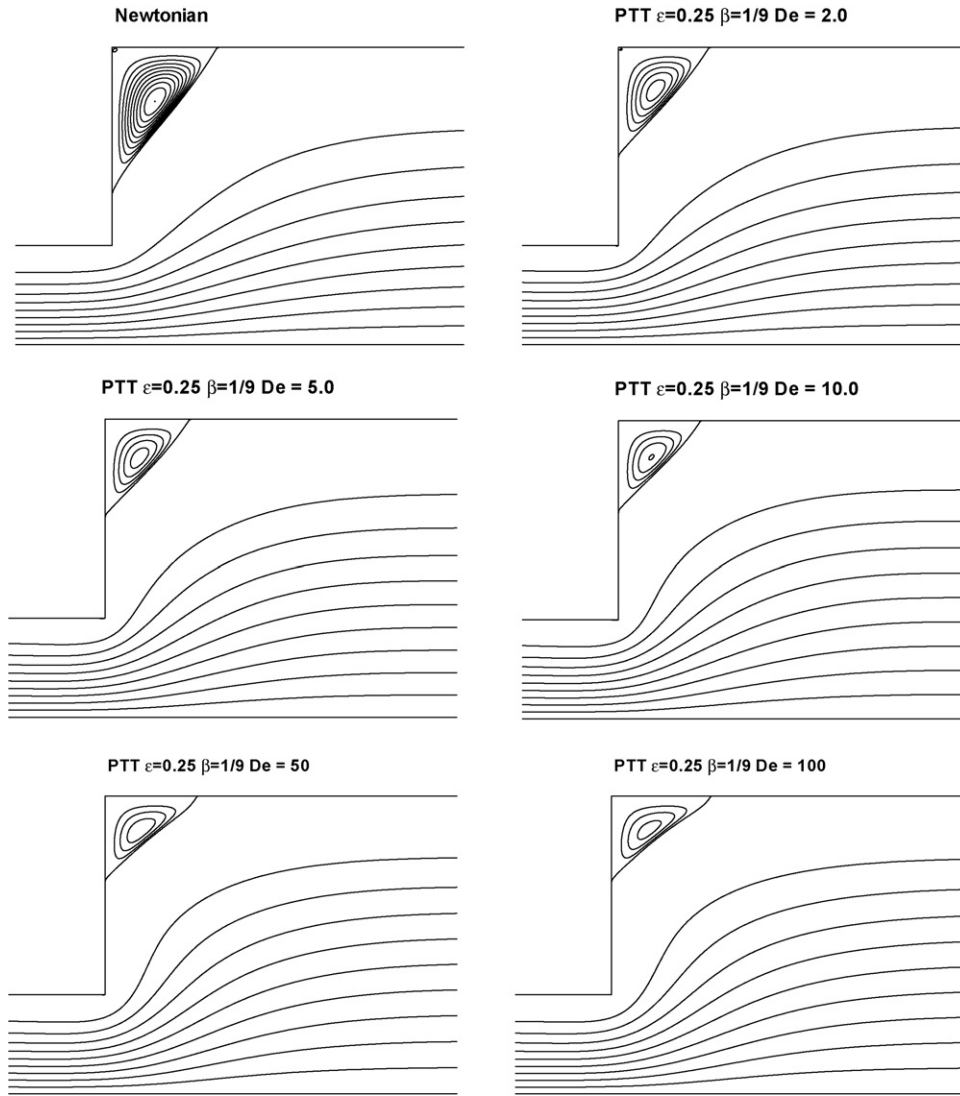 Newtonian
PTT ε=0.25 β=1/9 De = 2.0
PTT ε=0.25 β=1/9 De = 5.0
PTT ε=0.25 β=1/9 De = 10.0
PTT ε=0.25 β=1/9 De = 50
PTT ε=0.25 β=1/9 De = 100